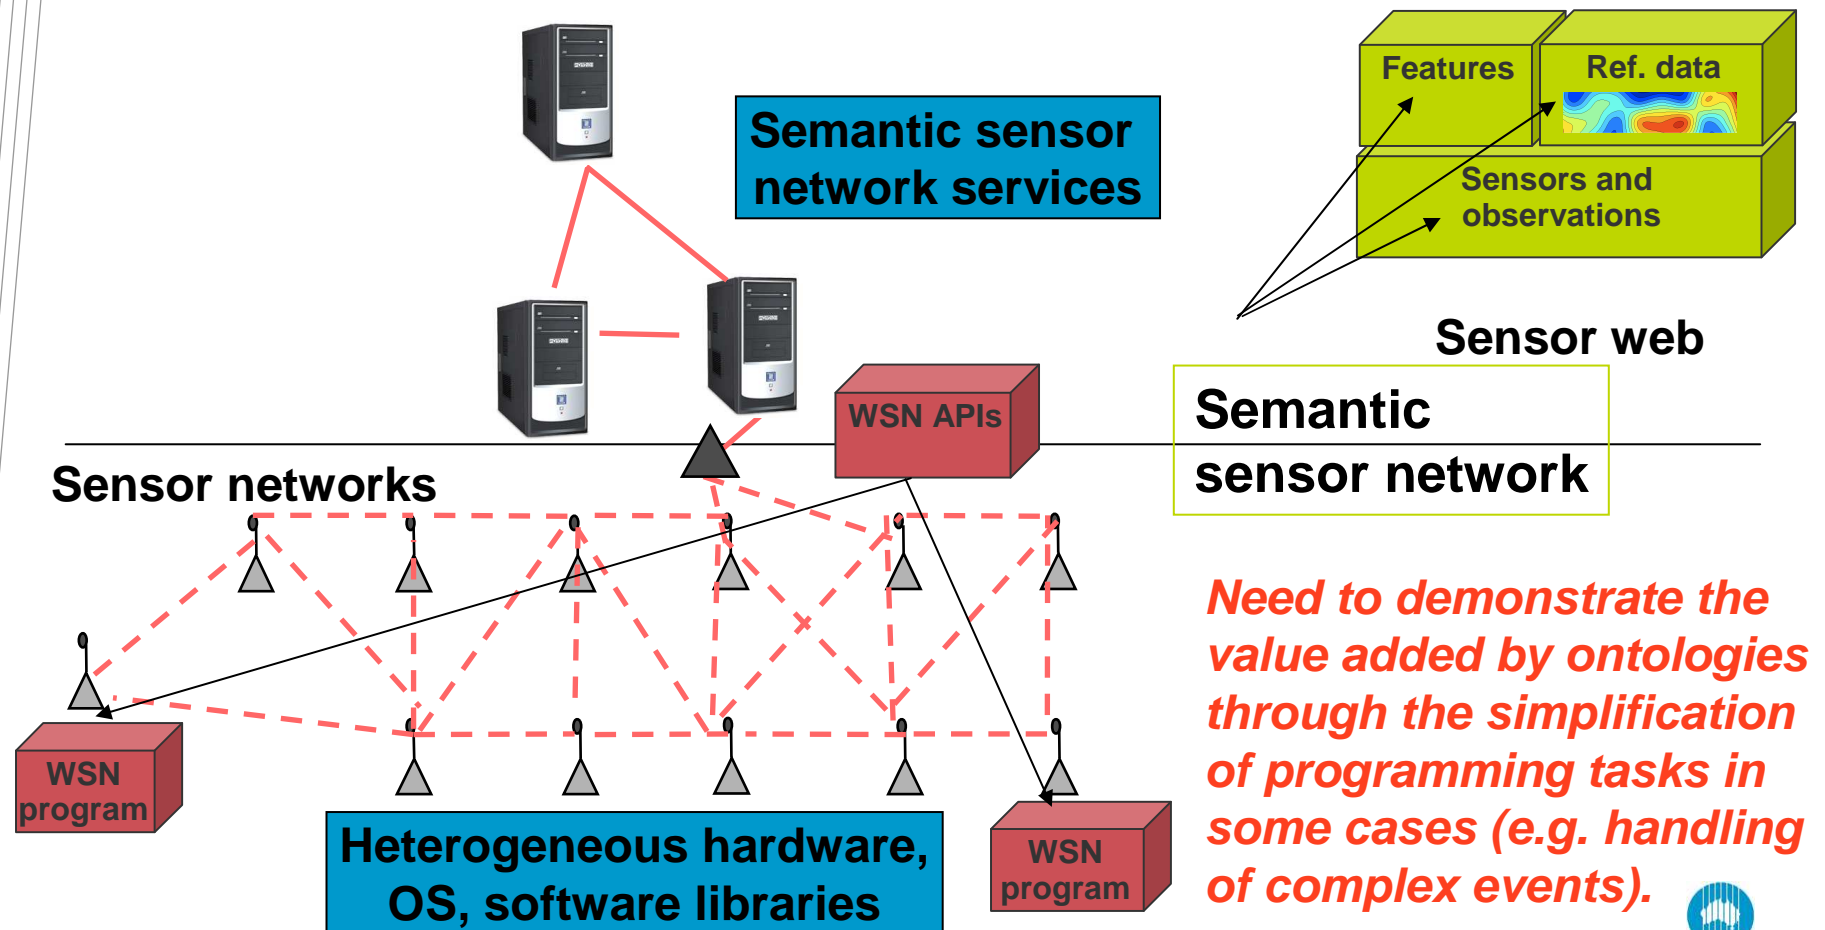 Features
Ref. data
Semantic sensor
network services
Sensors and
observations
Sensor web
WSN APIs
Semantic
sensor network
Sensor networks
Need to demonstrate the
value added by ontologies
through the simplification
of programming tasks in
some cases (e.g. handling
of complex events).
WSN
program
Heterogeneous hardware,
OS, software libraries
WSN
program